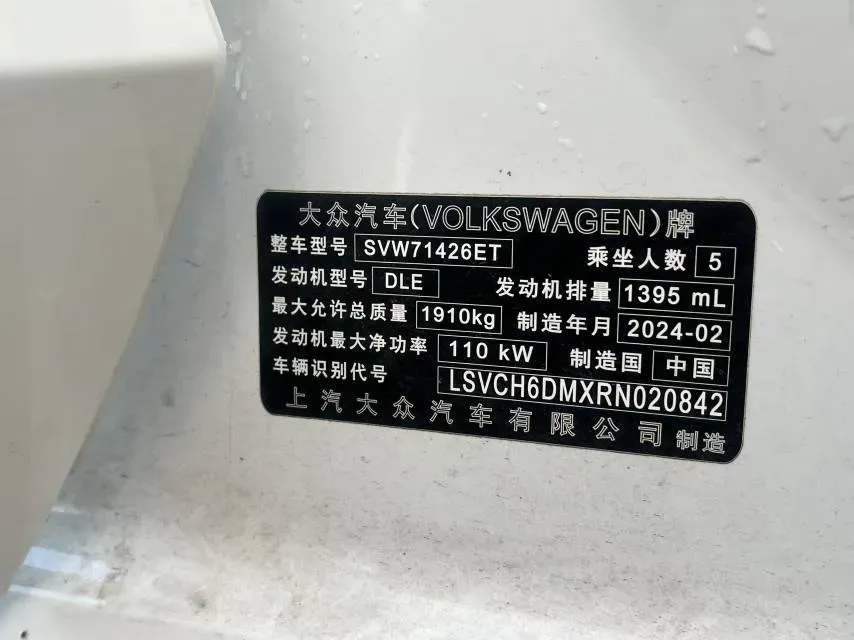 大众汽车(VOLKSWAGEN)牌
整车型号 SVW71426ET 乘坐人数 5
发动机型号 DLE 发动机排量 1395 mL
最大允许总质量 1910kg 制造年月 2024-02
发动机最大净功率 110 kW 制造国 中国
车辆识别代号 LSVCH6DMXRN020842
上汽大众汽车有限公司制造